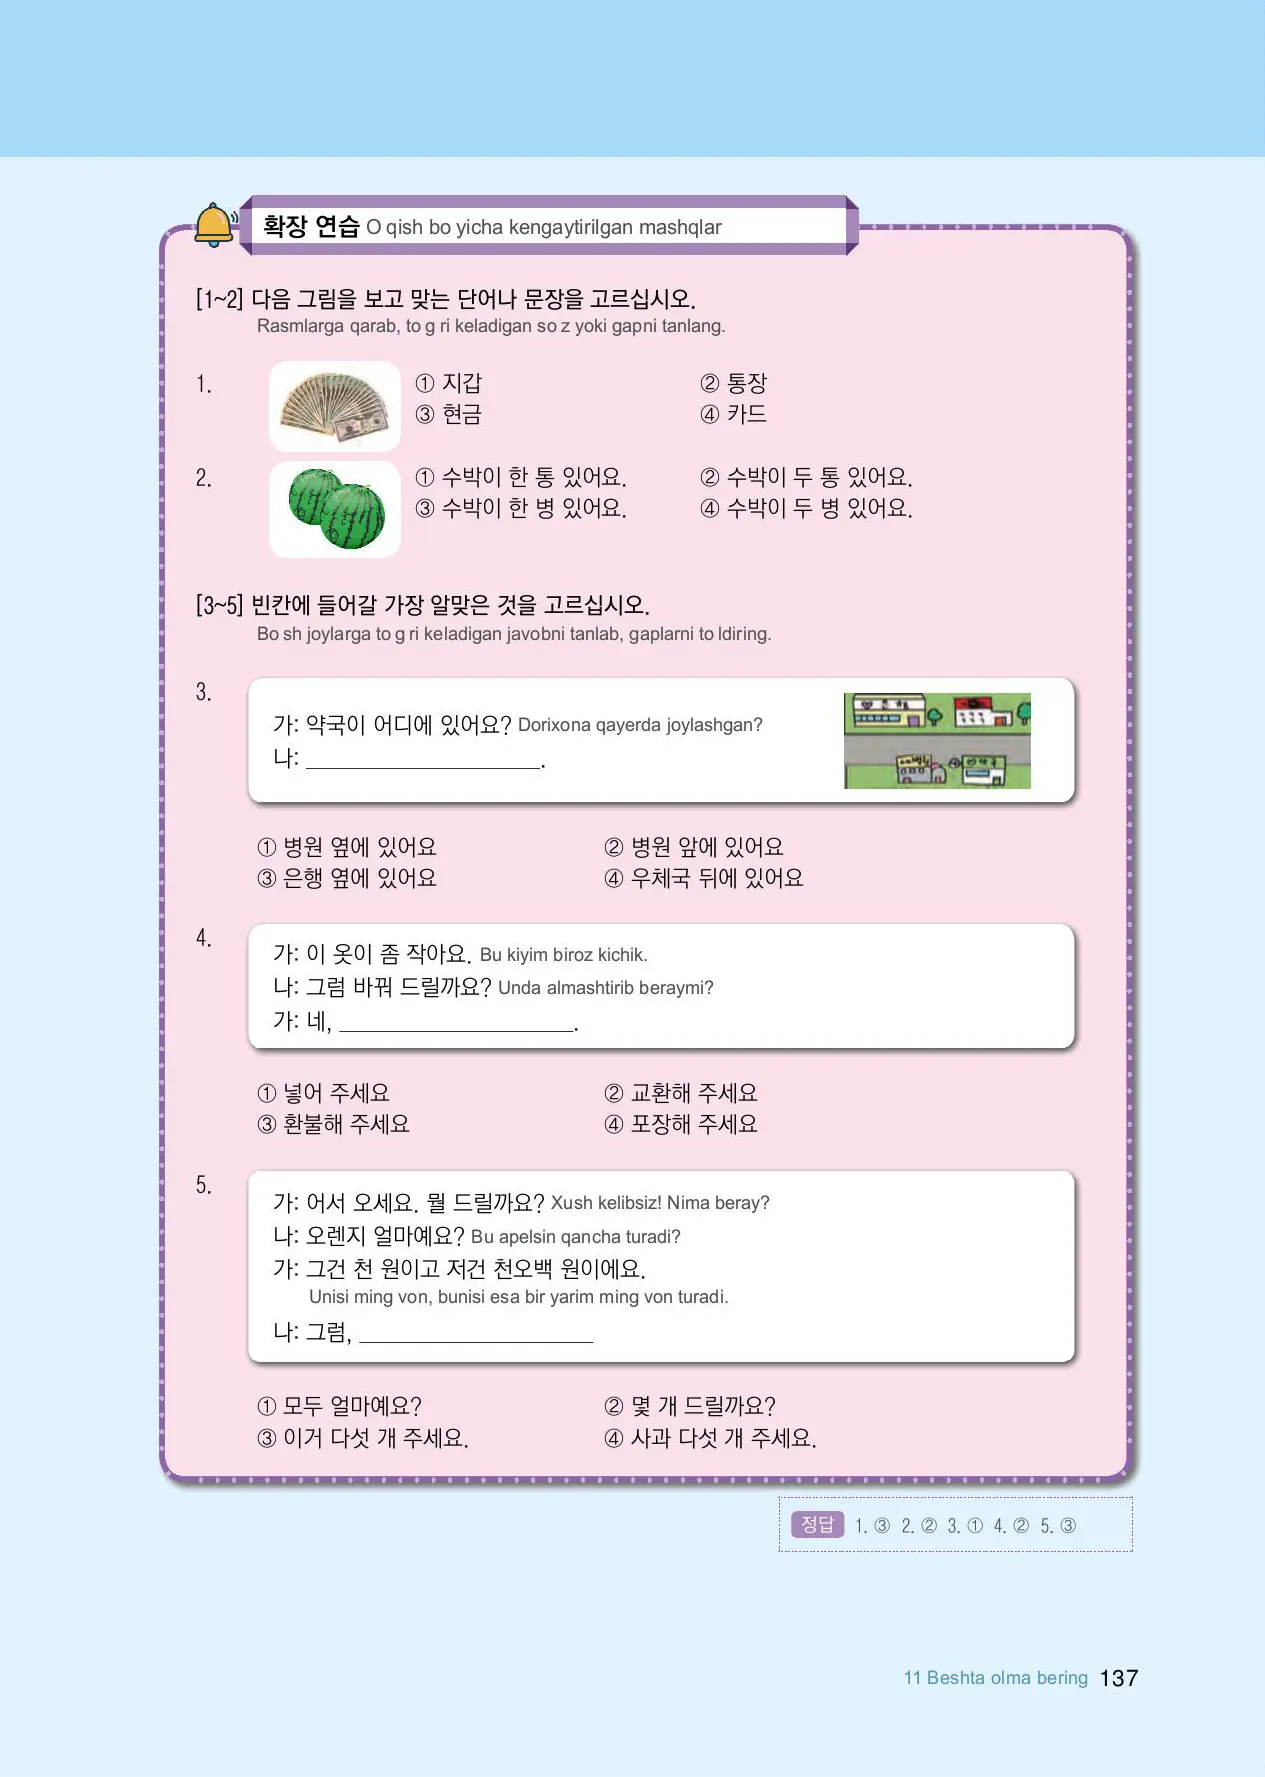 확장 연습 O qish bo yicha kengaytirilgan mashqlar
[1~2] 다음 그림을 보고 맞는 단어나 문장을 고르십시오.
Rasmlarga qarab, to g ri keladigan so z yoki gapni tanlang.
1. ① 지갑 ② 통장
③ 현금 ④ 카드
2. ① 수박이 한 통 있어요. ② 수박이 두 통 있어요.
③ 수박이 한 병 있어요. ④ 수박이 두 병 있어요.
[3~5] 빈칸에 들어갈 가장 알맞은 것을 고르십시오.
Bo sh joylarga to g ri keladigan javobni tanlab, gaplarni to ldiring.
3.
가: 약국이 어디에 있어요? Dorixona qayerda joylashgan?
나: ____________________.
① 병원 옆에 있어요 ② 병원 앞에 있어요
③ 은행 옆에 있어요 ④ 우체국 뒤에 있어요
4.
가: 이 옷이 좀 작아요. Bu kiyim biroz kichik.
나: 그럼 바꿔 드릴까요? Unda almashtirib beraymi?
가: 네, ____________________.
① 넣어 주세요 ② 교환해 주세요
③ 환불해 주세요 ④ 포장해 주세요
5.
가: 어서 오세요. 뭘 드릴까요? Xush kelibsiz! Nima beray?
나: 오렌지 얼마예요? Bu apelsin qancha turadi?
가: 그건 천 원이고 저건 천오백 원이에요.
Unisi ming von, bunisi esa bir yarim ming von turadi.
나: 그럼, ____________________
① 모두 얼마예요? ② 몇 개 드릴까요?
③ 이거 다섯 개 주세요. ④ 사과 다섯 개 주세요.
정답 1. ③ 2. ② 3. ① 4. ② 5. ③
11 Beshta olma bering 137